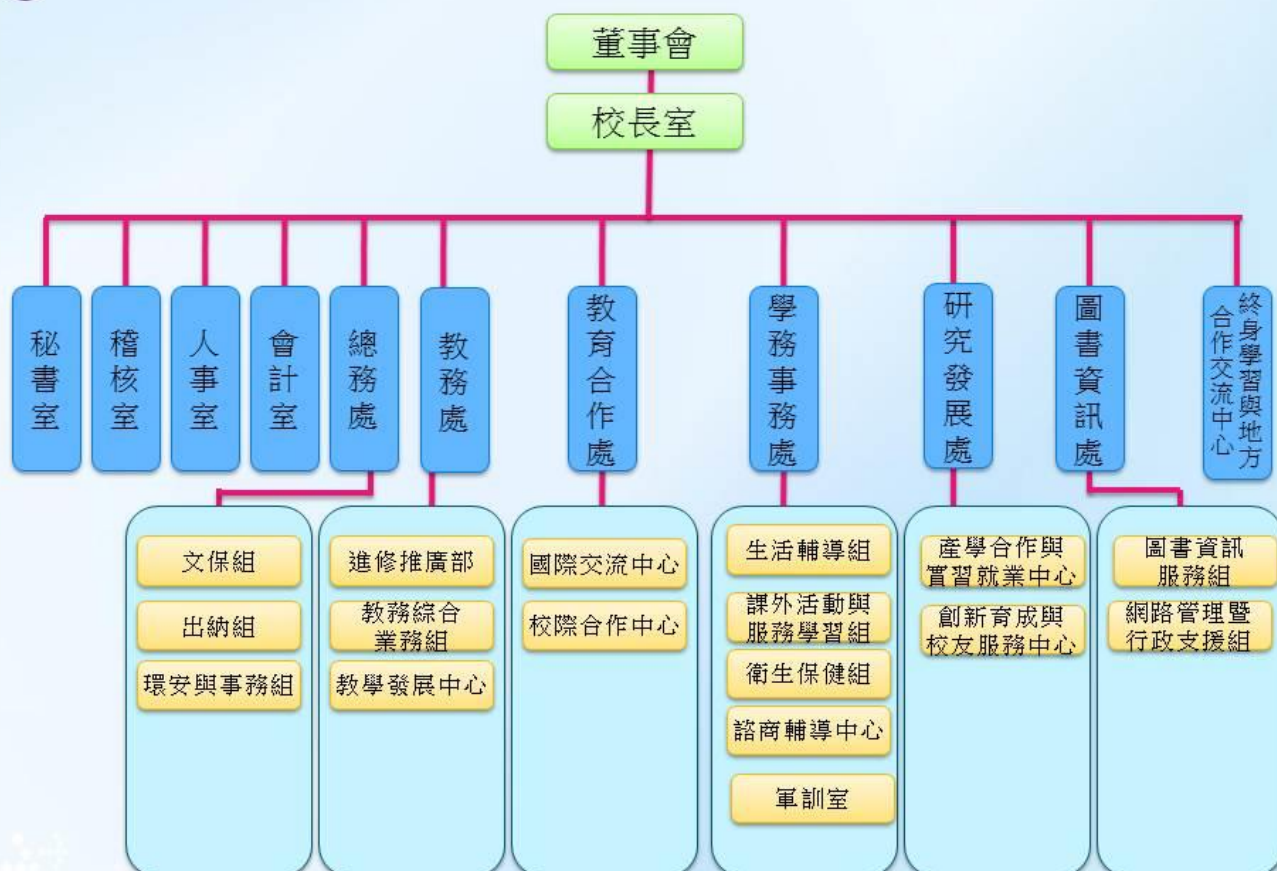 董事會
校長室
秘書室
稽核室
人事室
會計室
總務處
教務處
教育合作處
學務事務處
研究發展處
圖書資訊處
終身學習與地方
合作交流中心
文保組
出納組
環安與事務組
進修推廣部
教務綜合
業務組
教學發展中心
國際交流中心
校際合作中心
生活輔導組
課外活動與
服務學習組
衛生保健組
諮商輔導中心
軍訓室
產學合作與
實習就業中心
創新育成與
校友服務中心
圖書資訊
服務組
網路管理暨
行政支援組